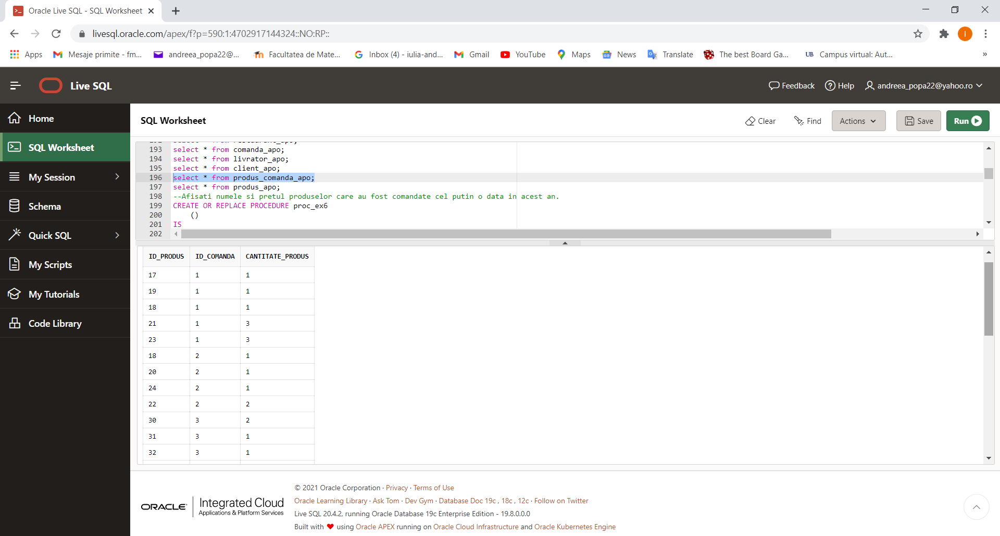 Oracle Live SQL - SQL Worksheet
livesql.oracle.com/apex/f?p=590:1:4702917144324::NO:RP::
I
Apps Mesaje primite - fm... andreea_popa22@... Facultatea de Mate... Inbox (4) - iulia-and... Gmail YouTube Maps News Translate The best Board Ga... UB Campus virtual: Aut... »
Live SQL
Feedback Help andreea_popa22@yahoo.ro
Home
SQL Worksheet
My Session
Schema
Quick SQL
My Scripts
My Tutorials
Code Library
SQL Worksheet
Clear Find Actions Save Run
193 select * from comanda_apo;
194 select * from livrator_apo;
195 select * from client_apo;
196 select * from produs_comanda_apo;
197 select * from produs_apo;
198 --Afisati numele si pretul produselor care au fost comandate cel putin o data in acest an.
199 CREATE OR REPLACE PROCEDURE proc_ex6
200 ()
201 IS
202
ID_PRODUS ID_COMANDA CANTITATE_PRODUS
17 1 1
19 1 1
18 1 1
21 1 3
23 1 3
18 2 1
20 2 1
24 2 1
22 2 2
30 3 2
31 3 1
32 3 1
ORACLE Integrated Cloud
Applications & Platform Services
© 2021 Oracle Corporation · Privacy · Terms of Use
Oracle Learning Library · Ask Tom · Dev Gym · Database Doc 19c , 18c , 12c · Follow on Twitter
Live SQL 20.4.2, running Oracle Database 19c Enterprise Edition - 19.8.0.0.0
Built with ❤ using Oracle APEX running on Oracle Cloud Infrastructure and Oracle Kubernetes Engine